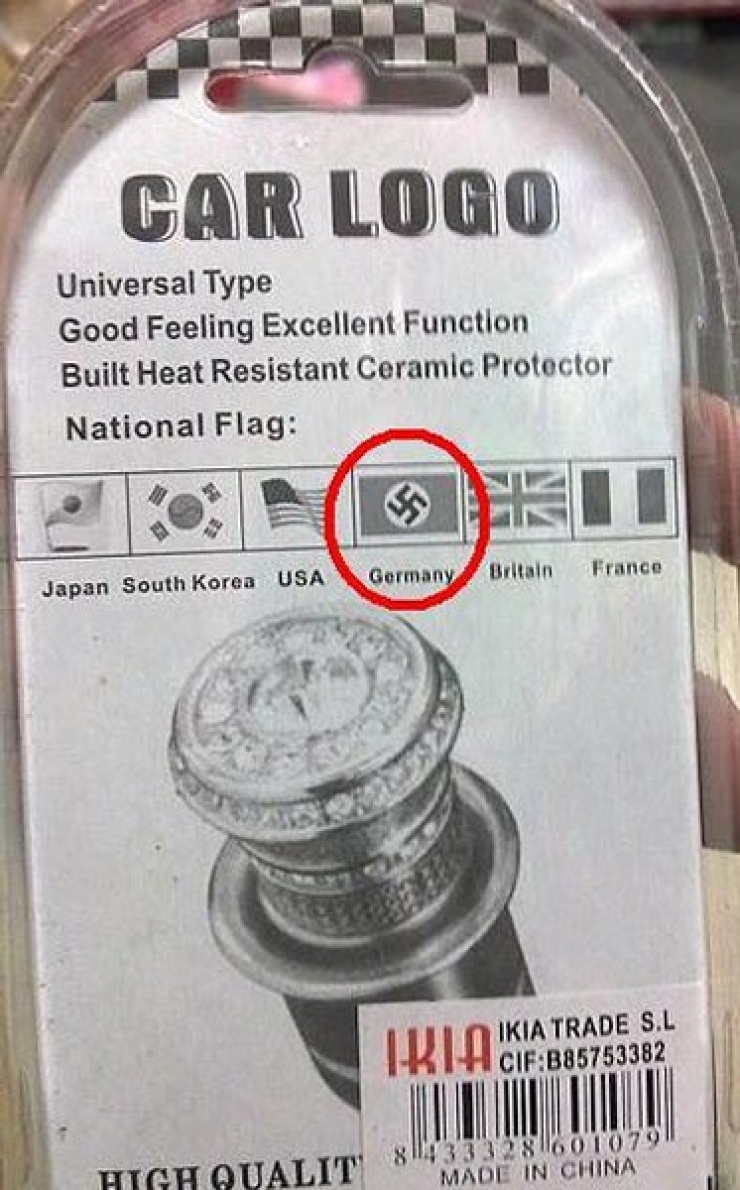 CAR LOGO
Universal Type
Good Feeling Excellent Function
Built Heat Resistant Ceramic Protector
National Flag:
Japan South Korea USA Germany Britain France
IKIA
IKIA TRADE S.L
CIF:B85753382
8 433328 601079
MADE IN CHINA
HIGH QUALIT